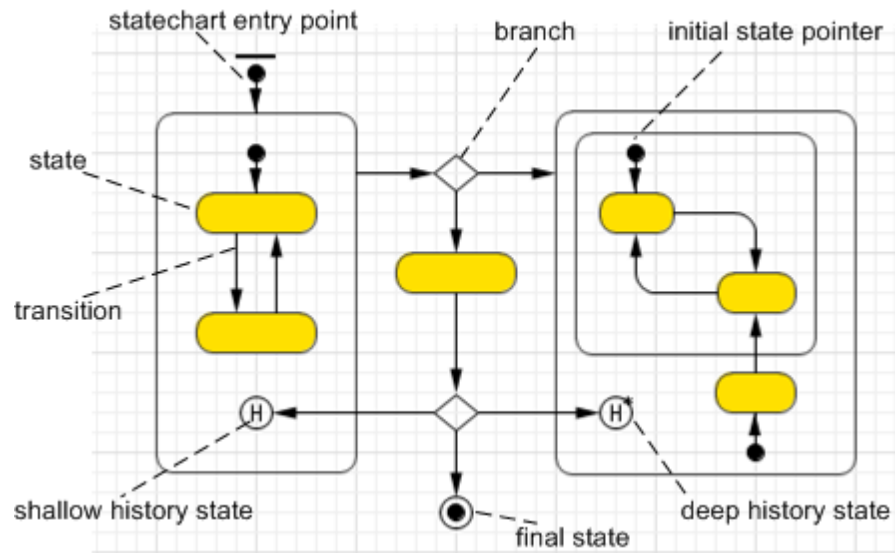 statechart entry point
branch
initial state pointer
state
transition
H
H*
shallow history state
deep history state
final state